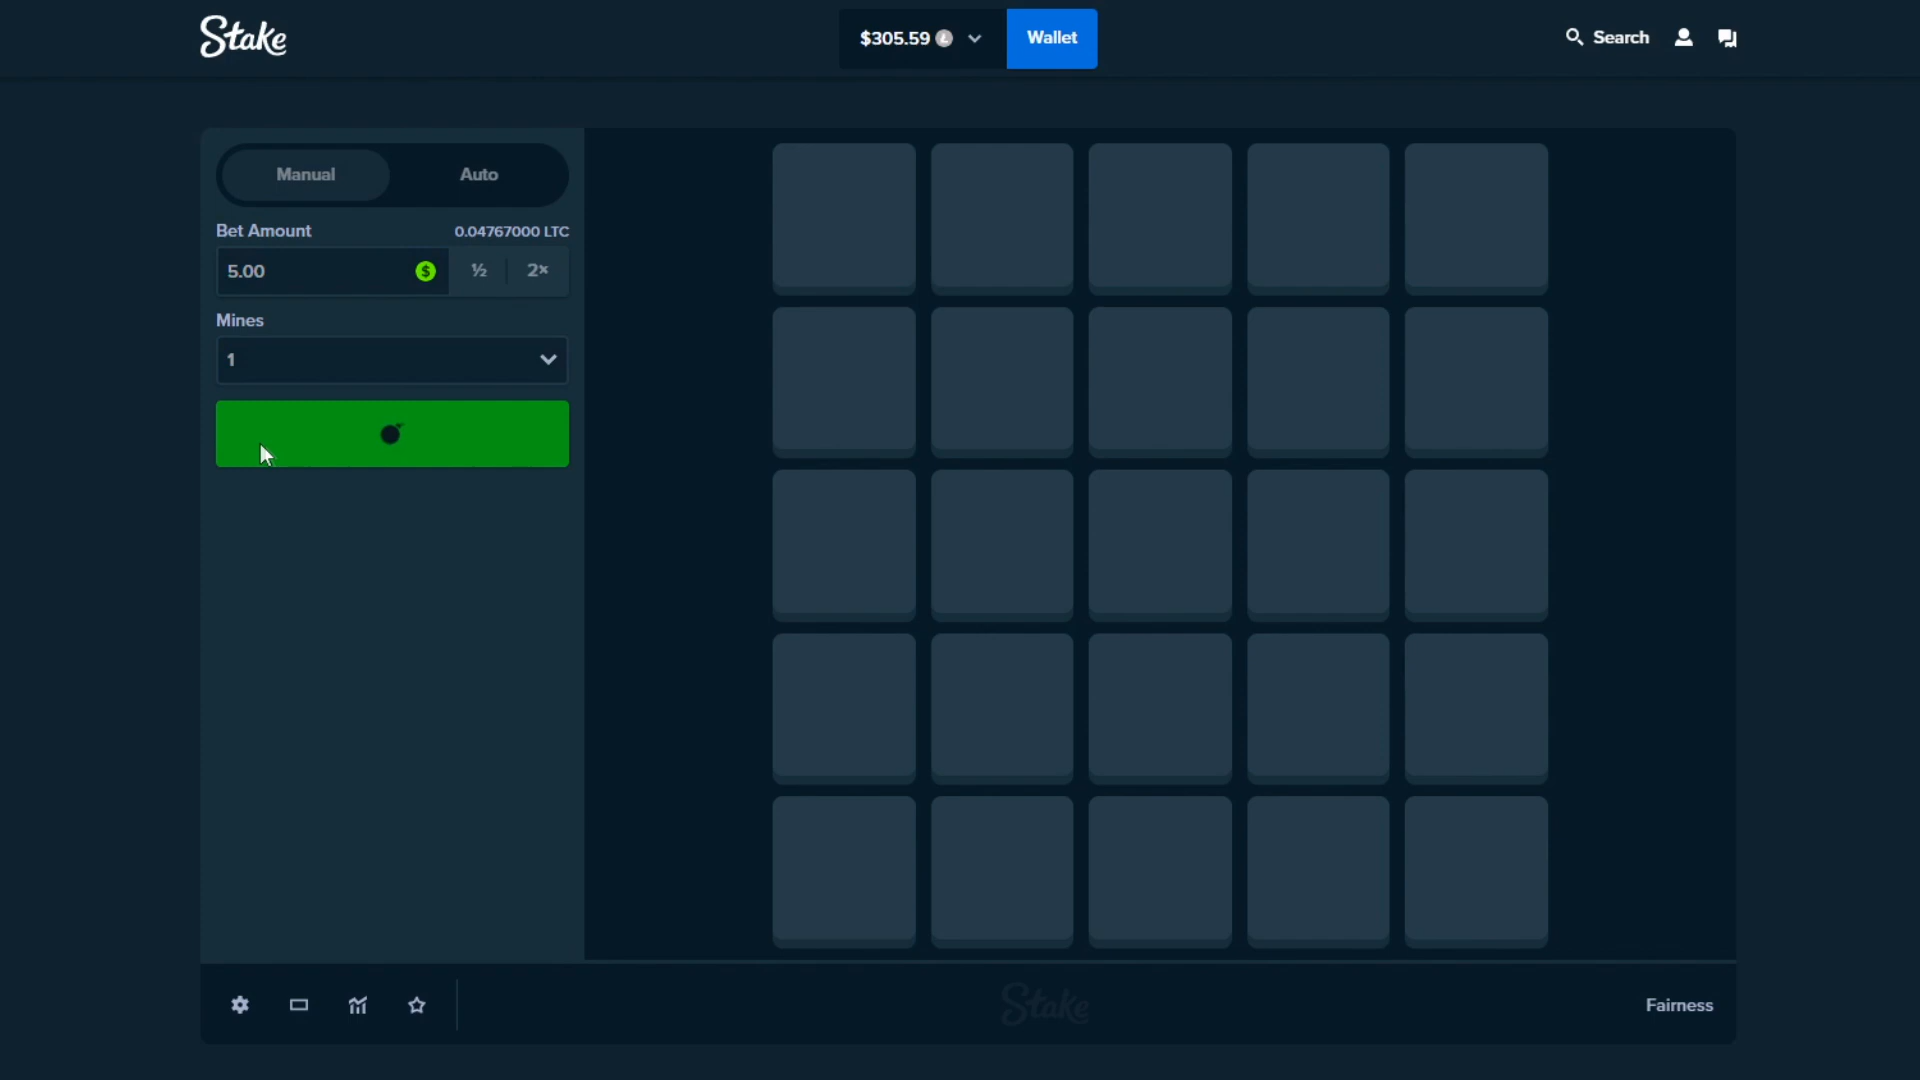 Stake
$305.59
Wallet
Search
Manual
Auto
Bet Amount
0.04767000 LTC
5.00
$
½
2×
Mines
1
Stake
Fairness